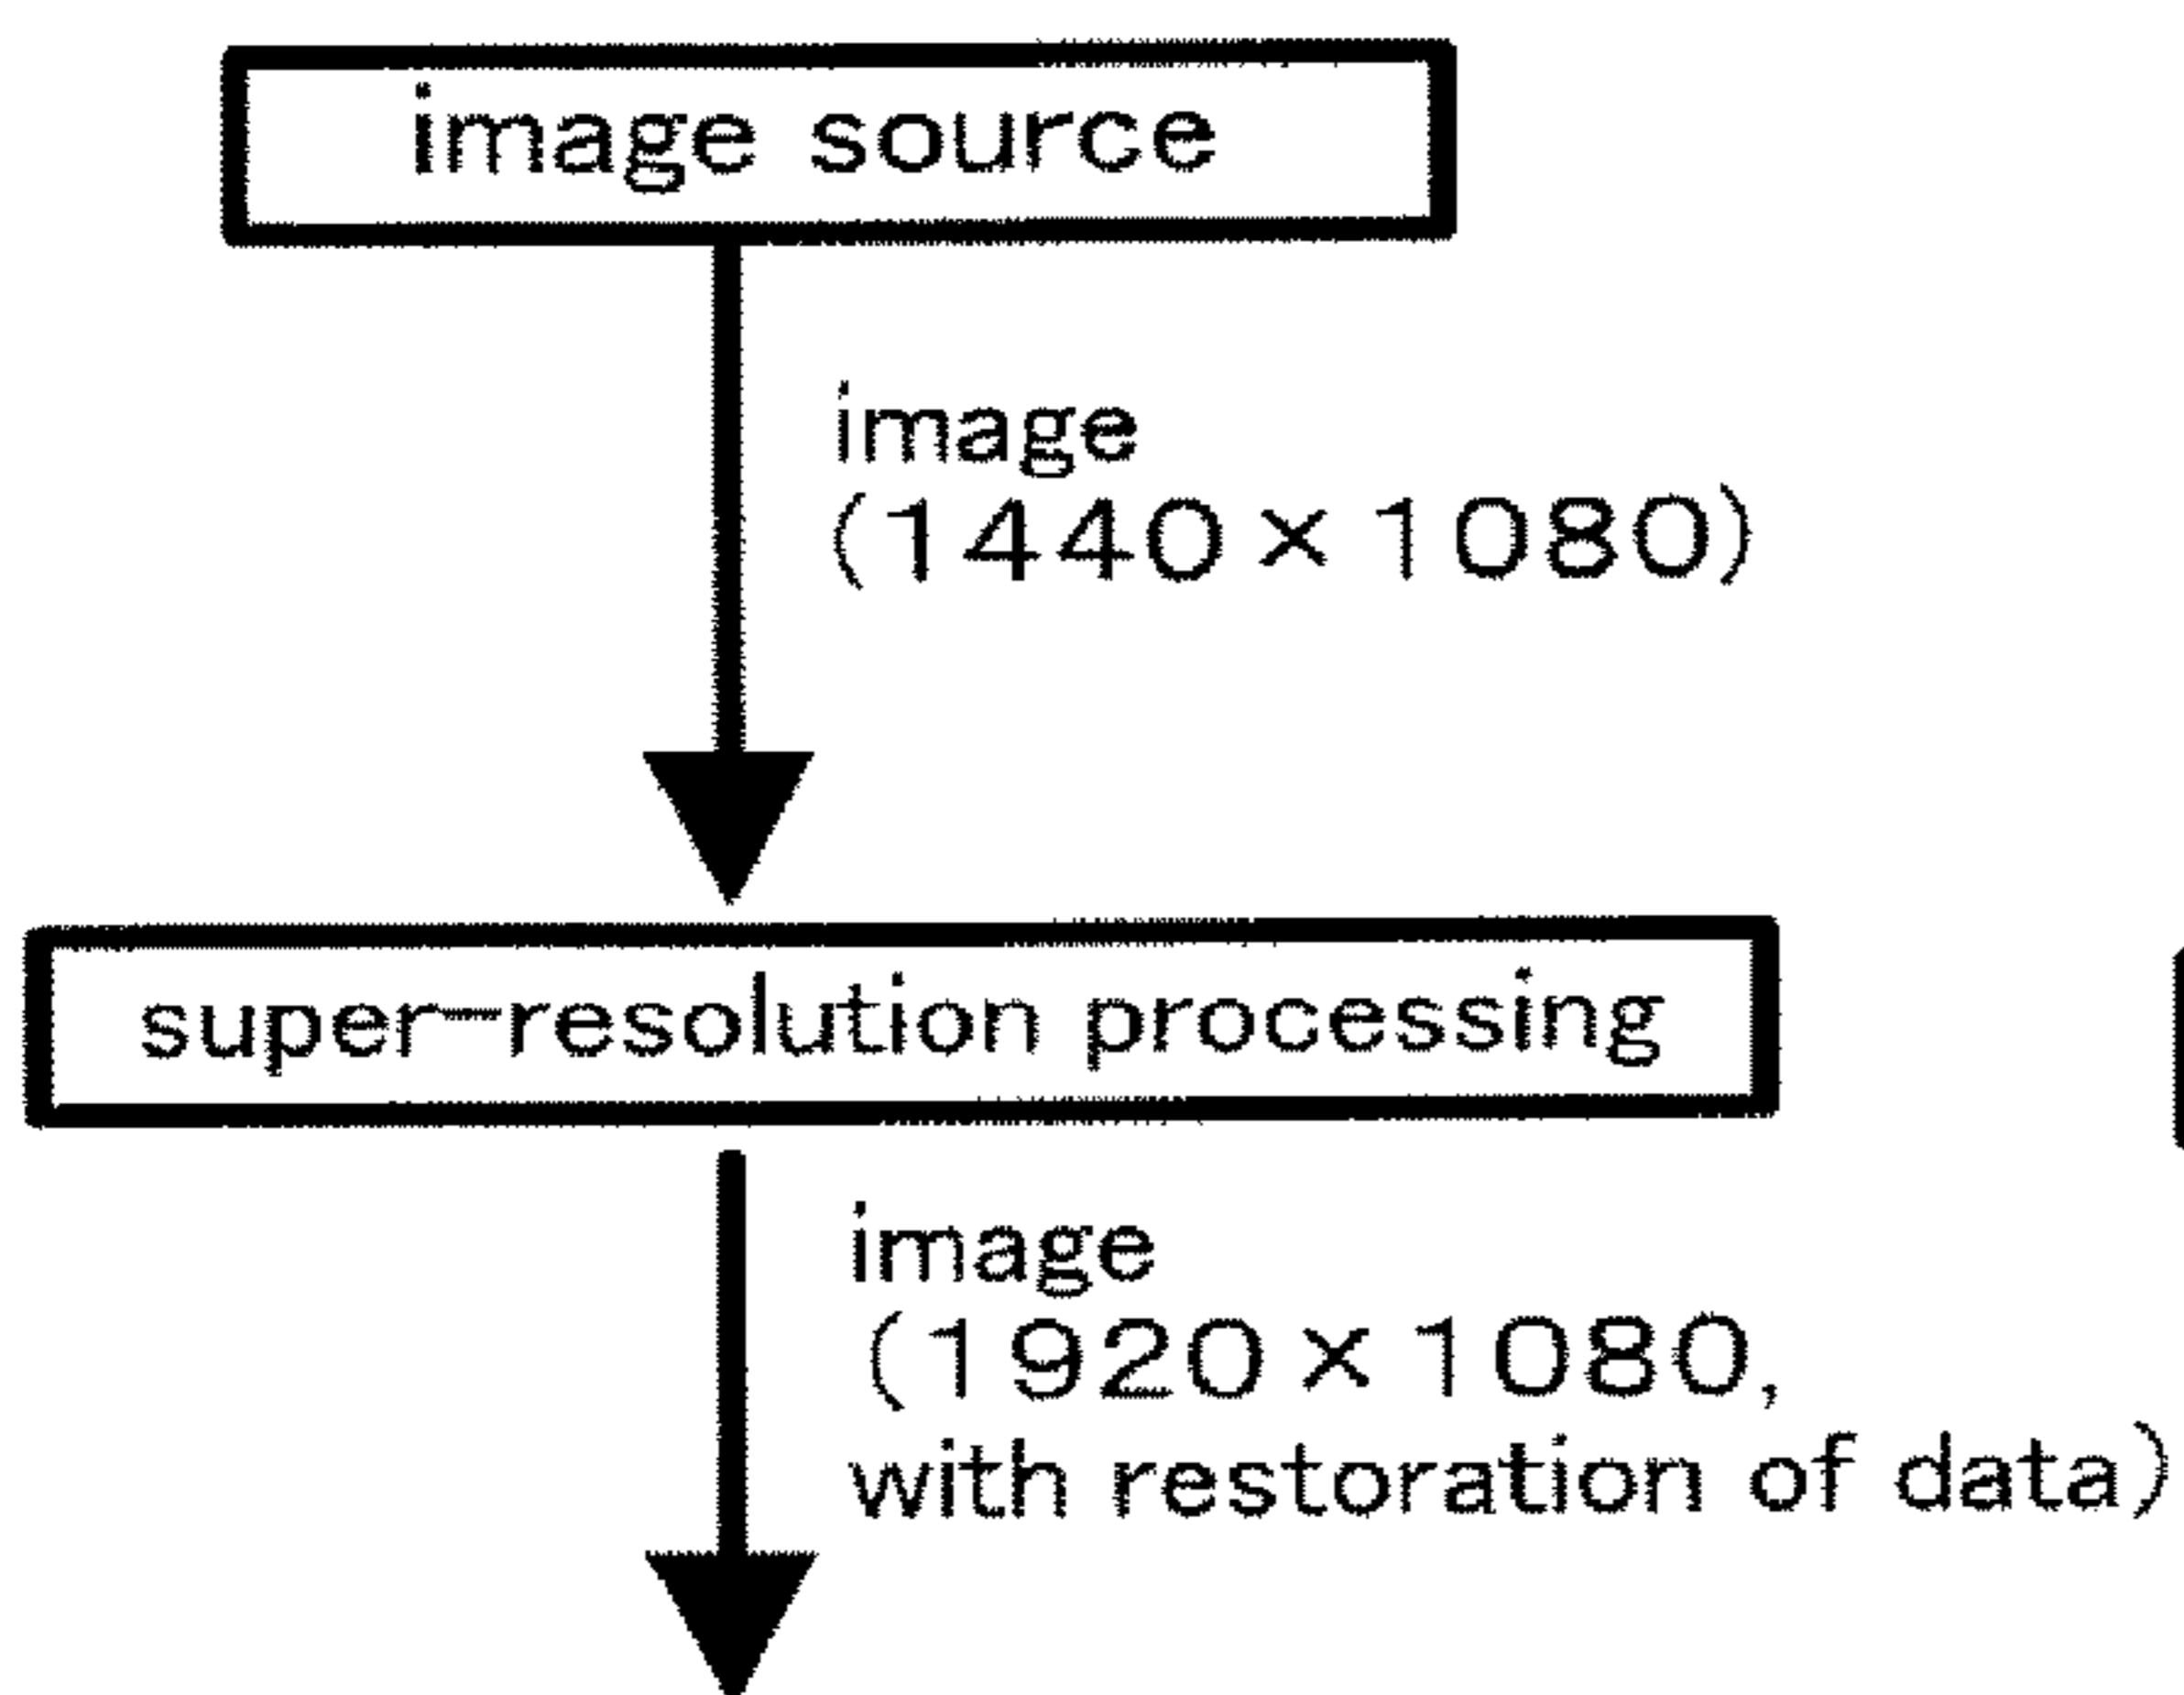 image source
image
(1440×1080)
super-resolution processing
image
(1920×1080,
with restoration of data)